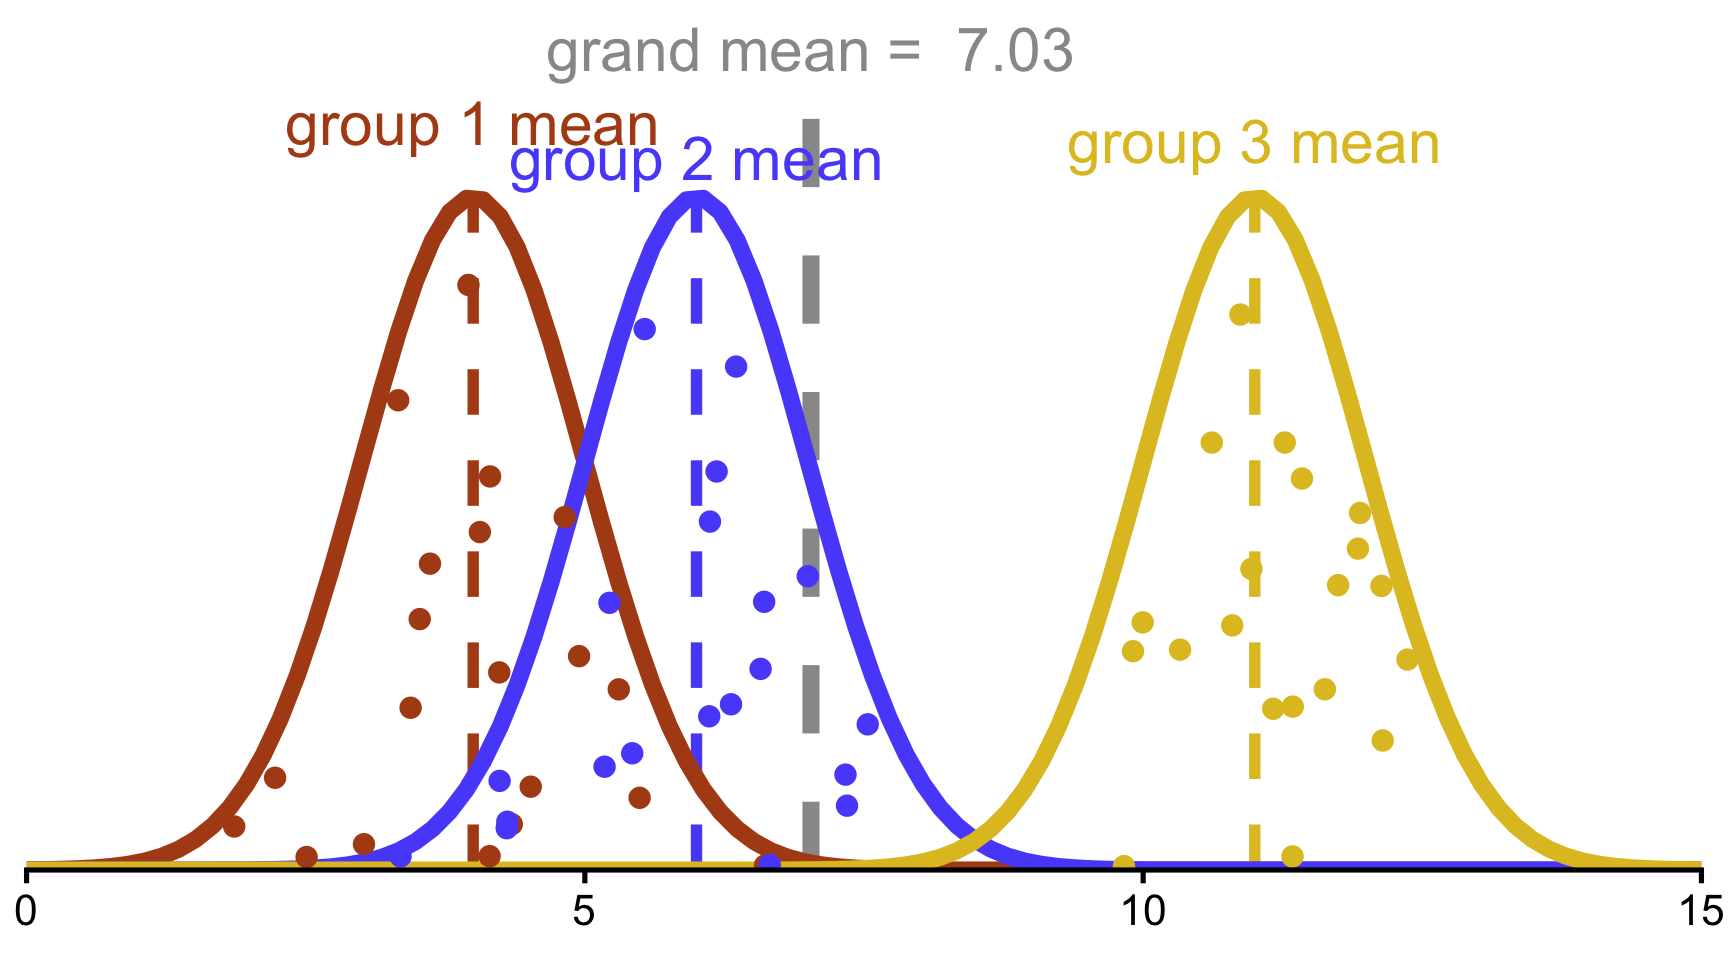 grand mean =  7.03
group 1 mean
group 2 mean
group 3 mean
0 5 10 15